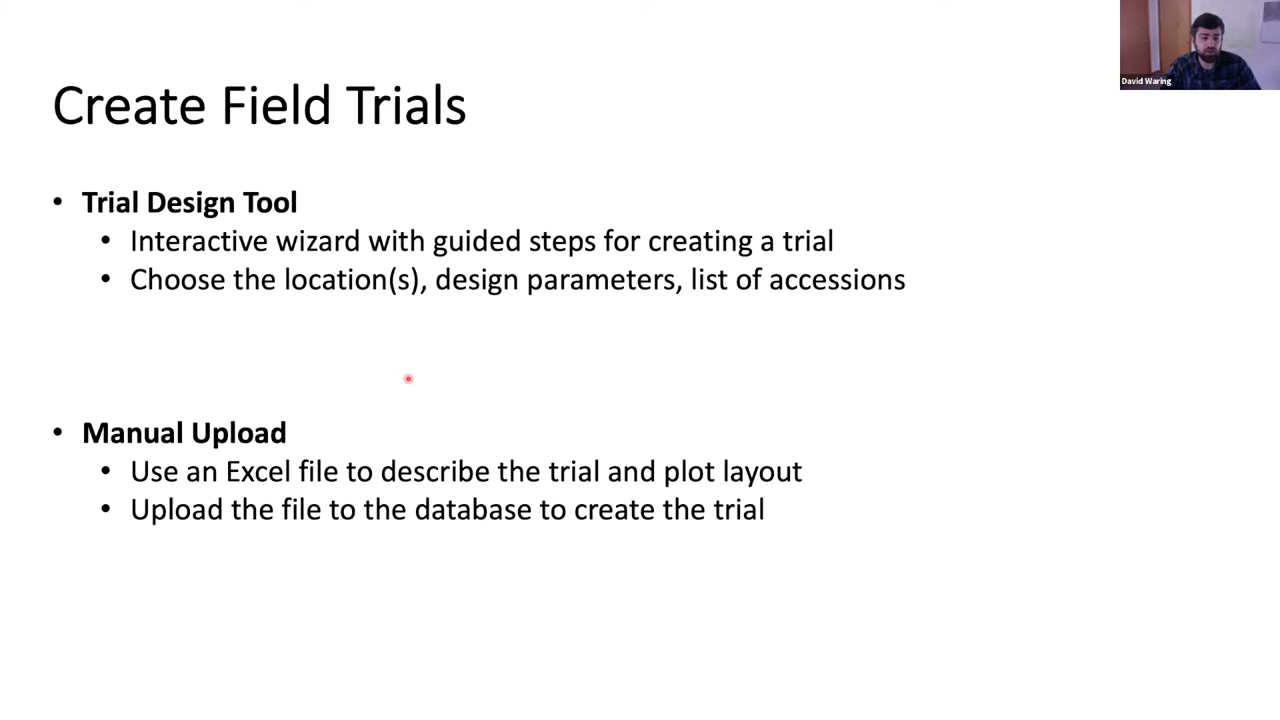 David Waring
Create Field Trials
• Trial Design Tool
• Interactive wizard with guided steps for creating a trial
• Choose the location(s), design parameters, list of accessions
• Manual Upload
• Use an Excel file to describe the trial and plot layout
• Upload the file to the database to create the trial